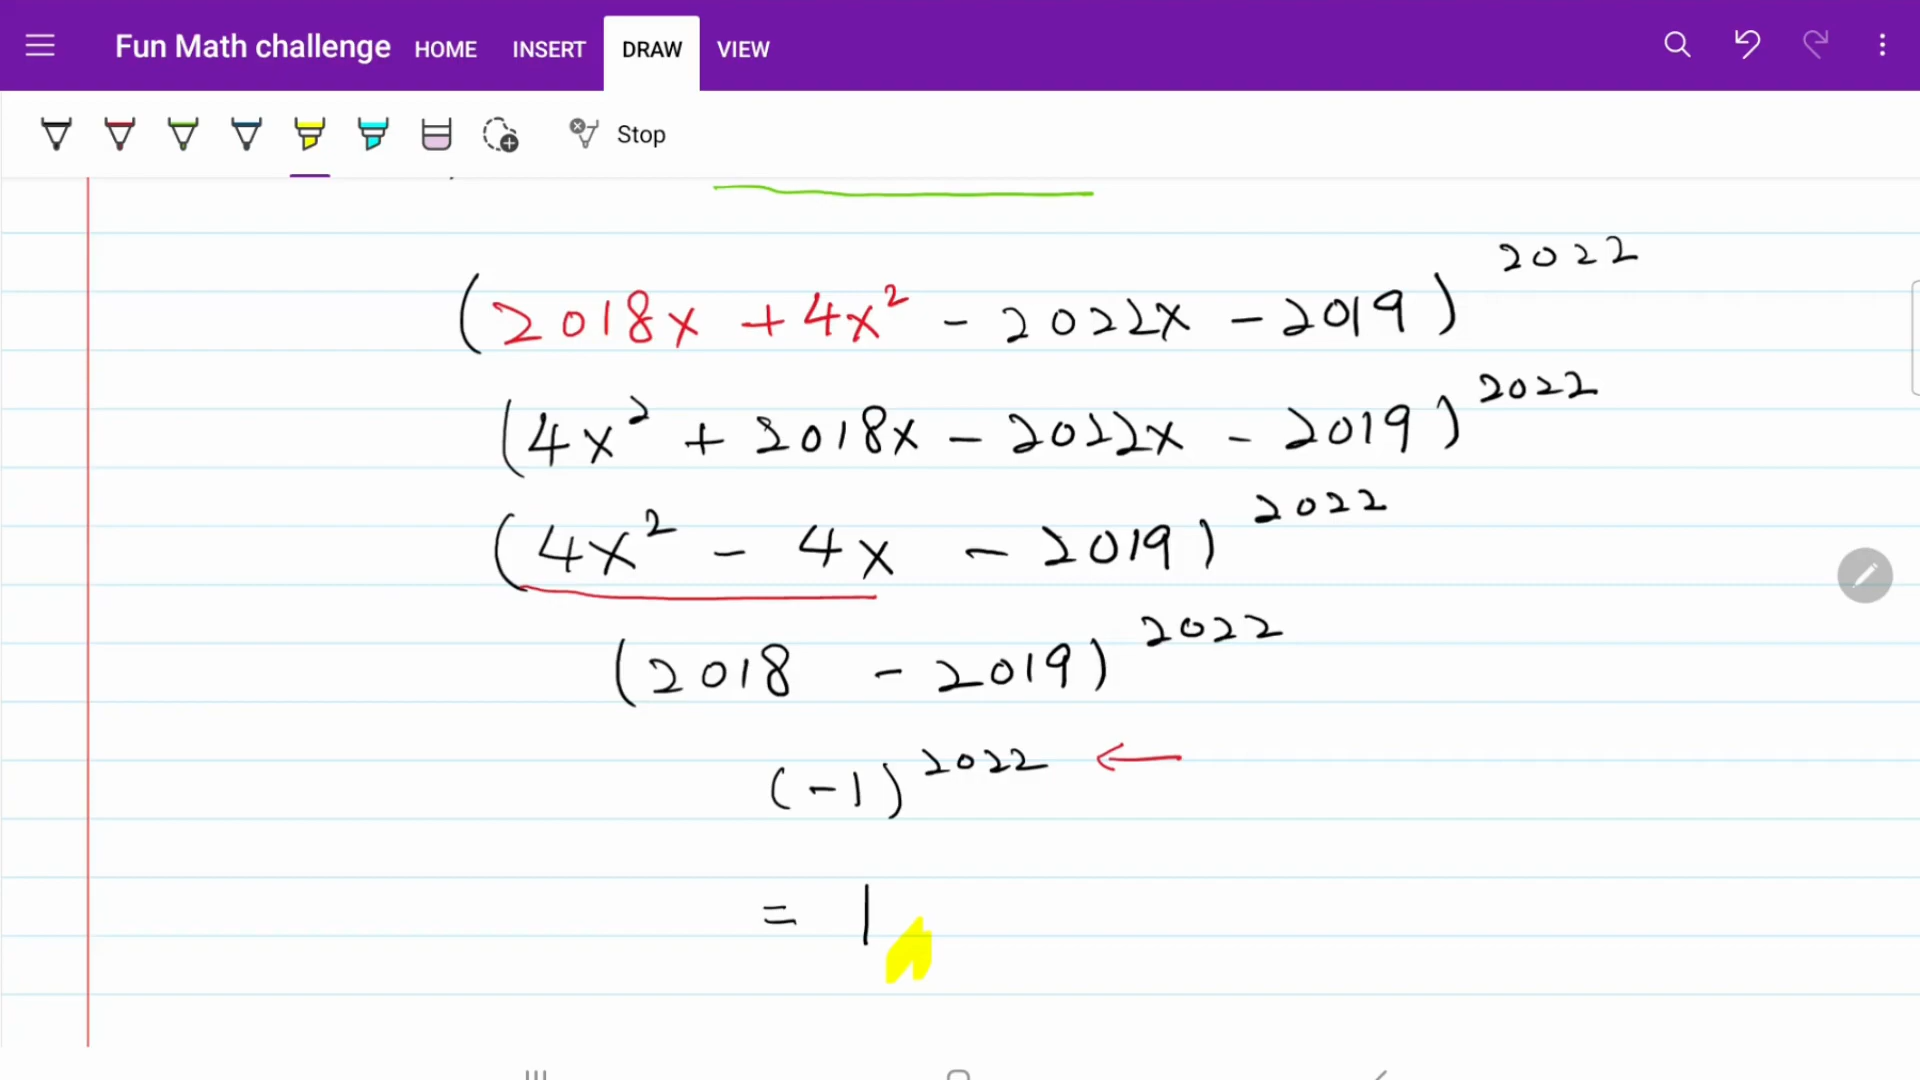 Fun Math challenge HOME INSERT DRAW VIEW
Stop
(2018x + 4x² - 2022x - 2019)²⁰²²
(4x² + 2018x - 2022x - 2019)²⁰²²
(4x² - 4x - 2019)²⁰²²
(2018 - 2019)²⁰²²
(-1)²⁰²² ←
= 1